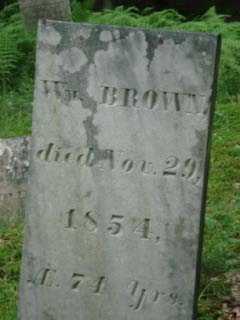 Wm. BROWN.
died Nov. 29,
1854,
Æ. 74 Yrs.